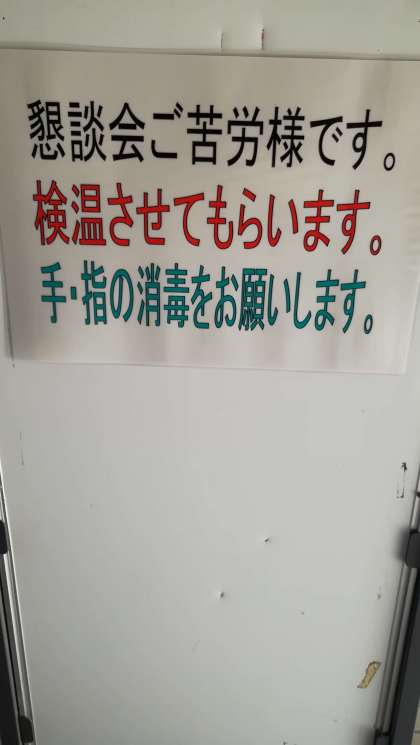 懇談会ご苦労様です。
検温させてもらいます。
手・指の消毒をお願いします。